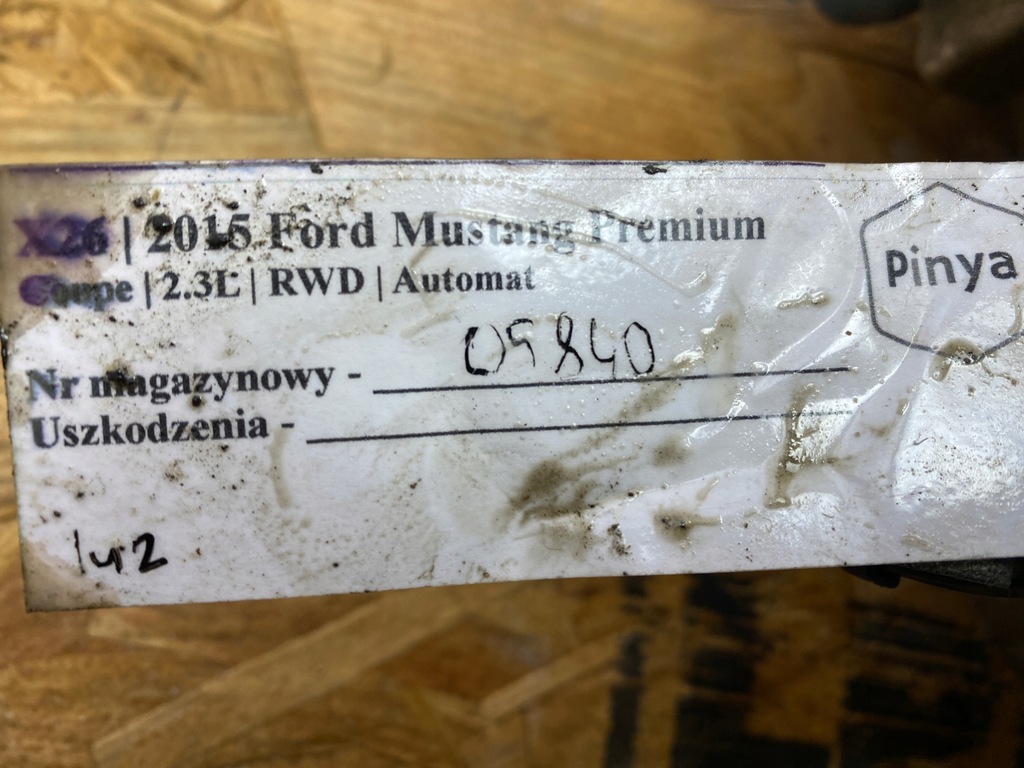 X26 | 2015 Ford Mustang Premium
Coupe | 2.3L | RWD | Automat
Pinya
Nr magazynowy - 05840
Uszkodzenia -
142